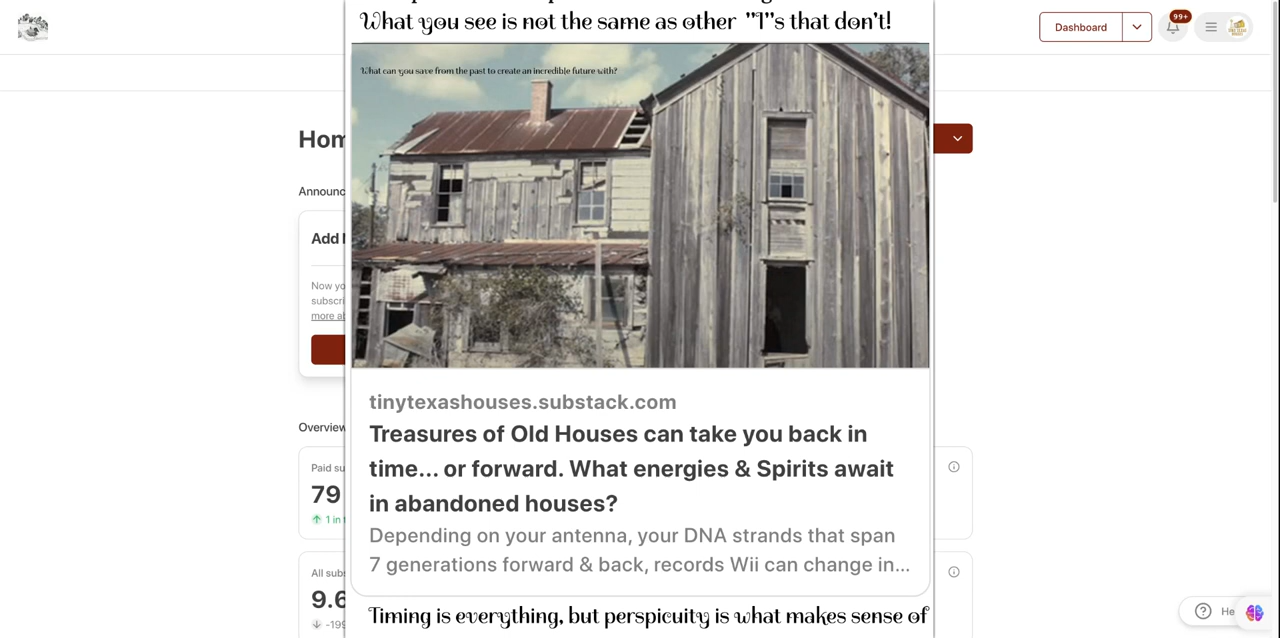 What you see is not the same as other "I"s that don't!
Dashboard
99+
What can you save from the past to create an incredible future with?
Hom
Announc
Add
Now yo
subscri
more ab
tinytexashouses.substack.com
Treasures of Old Houses can take you back in
time... or forward. What energies & Spirits await
in abandoned houses?
Depending on your antenna, your DNA strands that span
7 generations forward & back, records Wii can change in...
Overview
Paid su
79
1 in
All subs
9.6
-199
Timing is everything, but perspicuity is what makes sense of
He